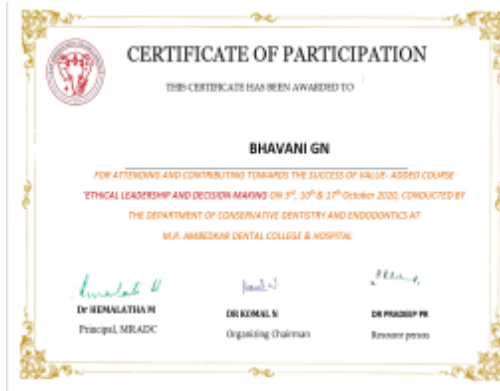 CERTIFICATE OF PARTICIPATION
THIS CERTIFICATE HAS BEEN AWARDED TO
BHAVANI GN
FOR ATTENDING AND CONTRIBUTING TOWARDS THE SUCCESS OF VALUE- ADDED COURSE
'ETHICAL LEADERSHIP AND DECISION MAKING ON 3rd, 10th & 17th October 2020, CONDUCTED BY
THE DEPARTMENT OF CONSERVATIVE DENTISTRY AND ENDODONTICS AT
M.R. AMBEDKAR DENTAL COLLEGE & HOSPITAL
Dr HEMALATHA M
Principal, MRADC
DR KOMAL N
Organizing Chairman
DR PRADEEP PR
Resource person